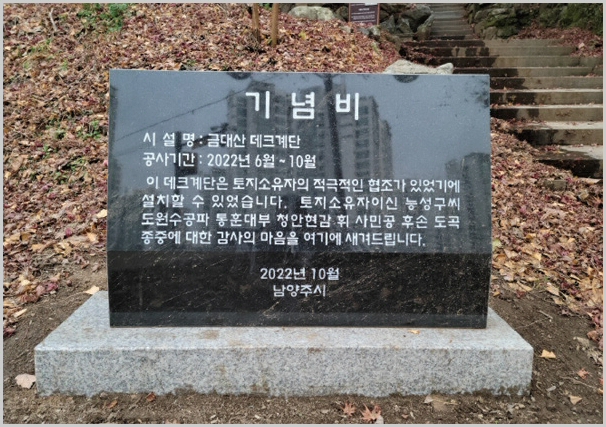 기념비
시 설 명 : 금대산 데크계단
공사기간 : 2022년 6월 ~ 10월
이 데크계단은 토지소유자의 적극적인 협조가 있었기에
설치할 수 있었습니다. 토지소유자이신 능성구씨
도원수공파 통훈대부 청안현감 휘 사민공 후손 도곡
종중에 대한 감사의 마음을 여기에 새겨드립니다.
2022년 10월
남양주시